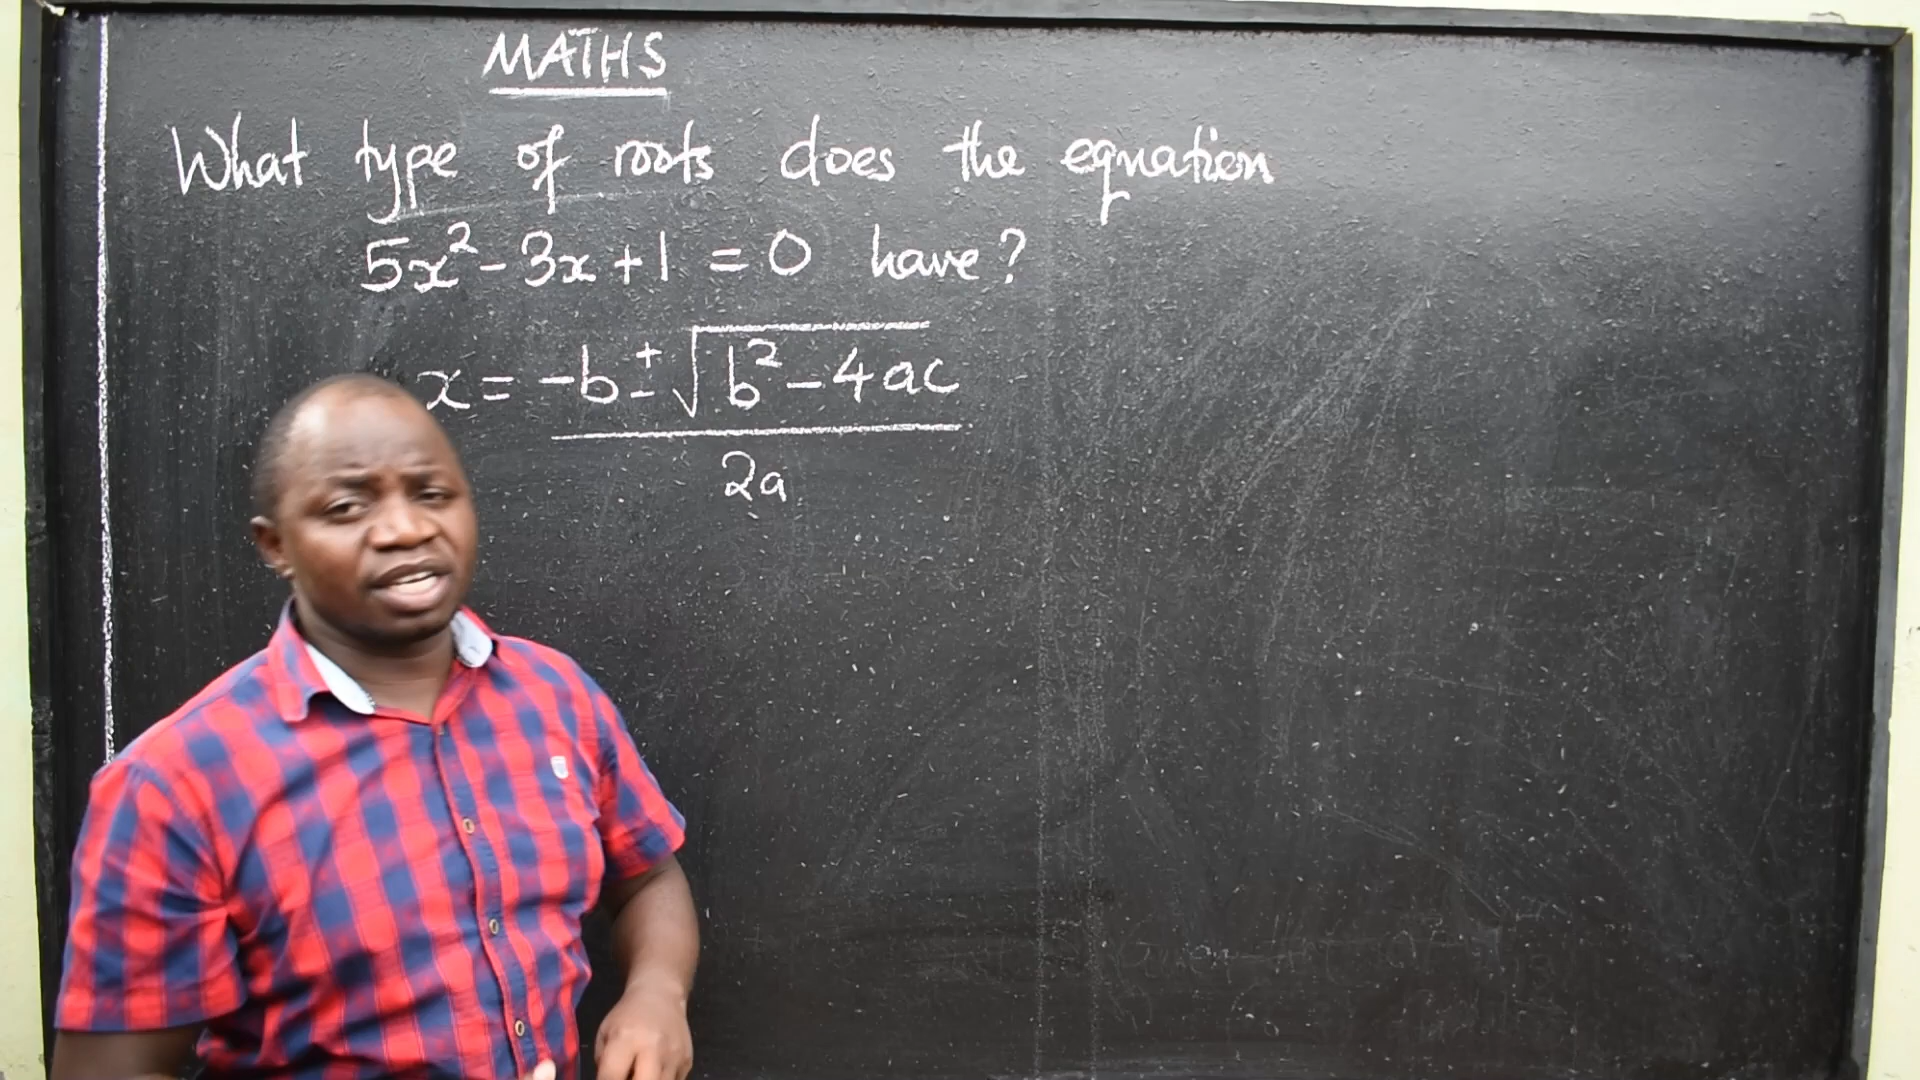 MATHS
What type of roots does the equation
5x² - 3x + 1 = 0 have?
x = -b ± √b² - 4ac
2a